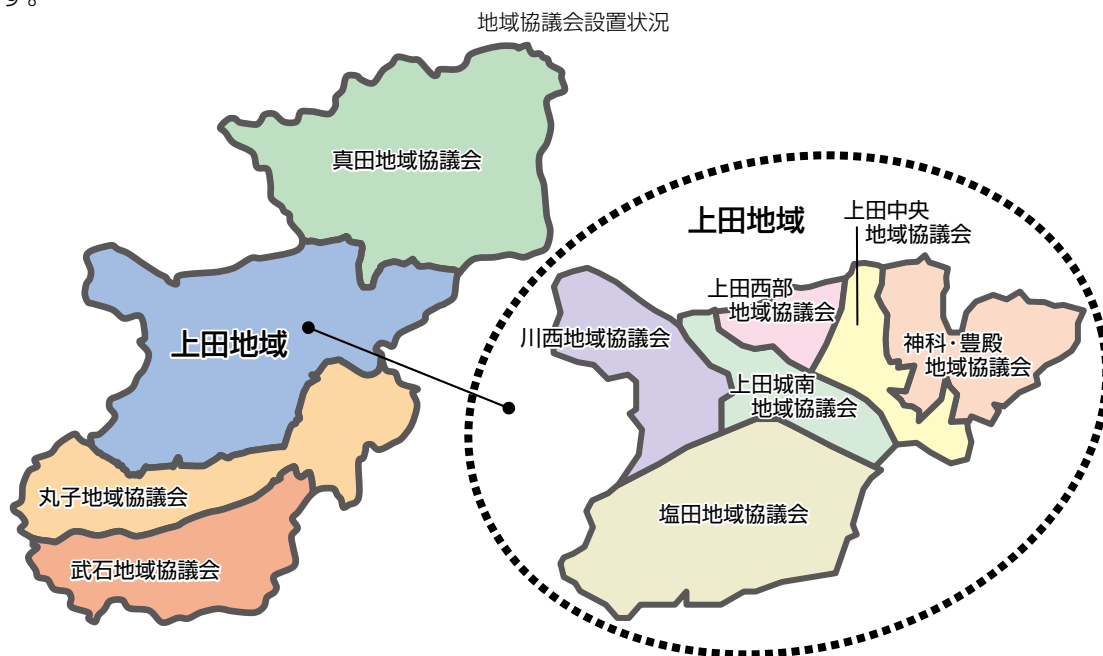 す。
地域協議会設置状況
真田地域協議会
上田地域
丸子地域協議会
武石地域協議会
上田地域
上田中央
地域協議会
上田西部
地域協議会
川西地域協議会
神科・豊殿
地域協議会
上田城南
地域協議会
塩田地域協議会